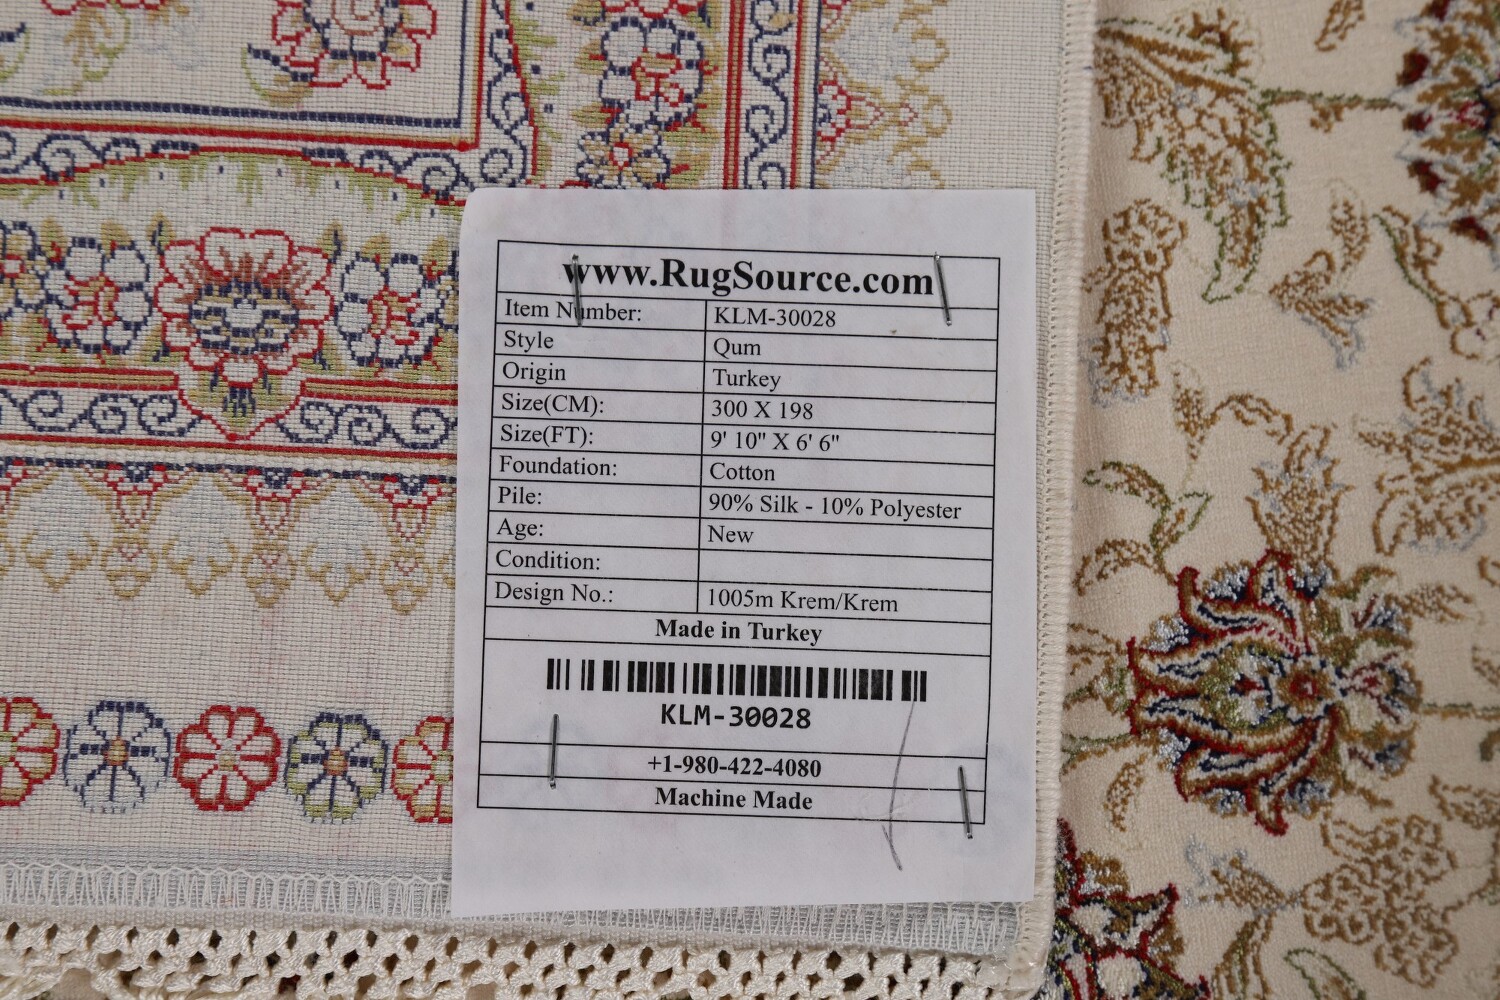 www.RugSource.com
Item Number: KLM-30028
Style Qum
Origin Turkey
Size(CM): 300 X 198
Size(FT): 9' 10" X 6' 6"
Foundation: Cotton
Pile: 90% Silk - 10% Polyester
Age: New
Condition:
Design No.: 1005m Krem/Krem
Made in Turkey
KLM-30028
+1-980-422-4080
Machine Made